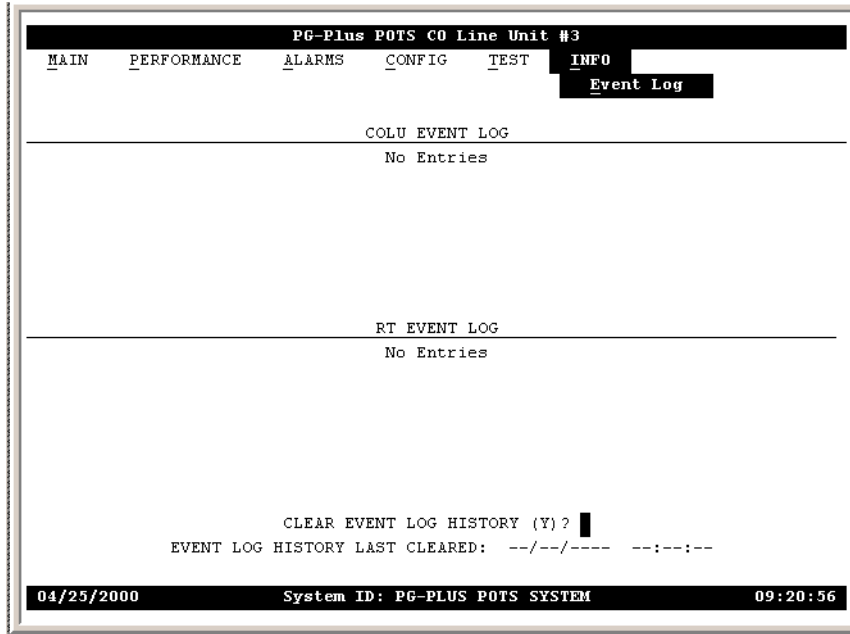 PG-Plus POTS CO Line Unit #3
MAIN PERFORMANCE ALARMS CONFIG TEST INFO
Event Log
COLU EVENT LOG
No Entries
RT EVENT LOG
No Entries
CLEAR EVENT LOG HISTORY (Y)?
EVENT LOG HISTORY LAST CLEARED: --/--/---- --:--:--
04/25/2000 System ID: PG-PLUS POTS SYSTEM 09:20:56